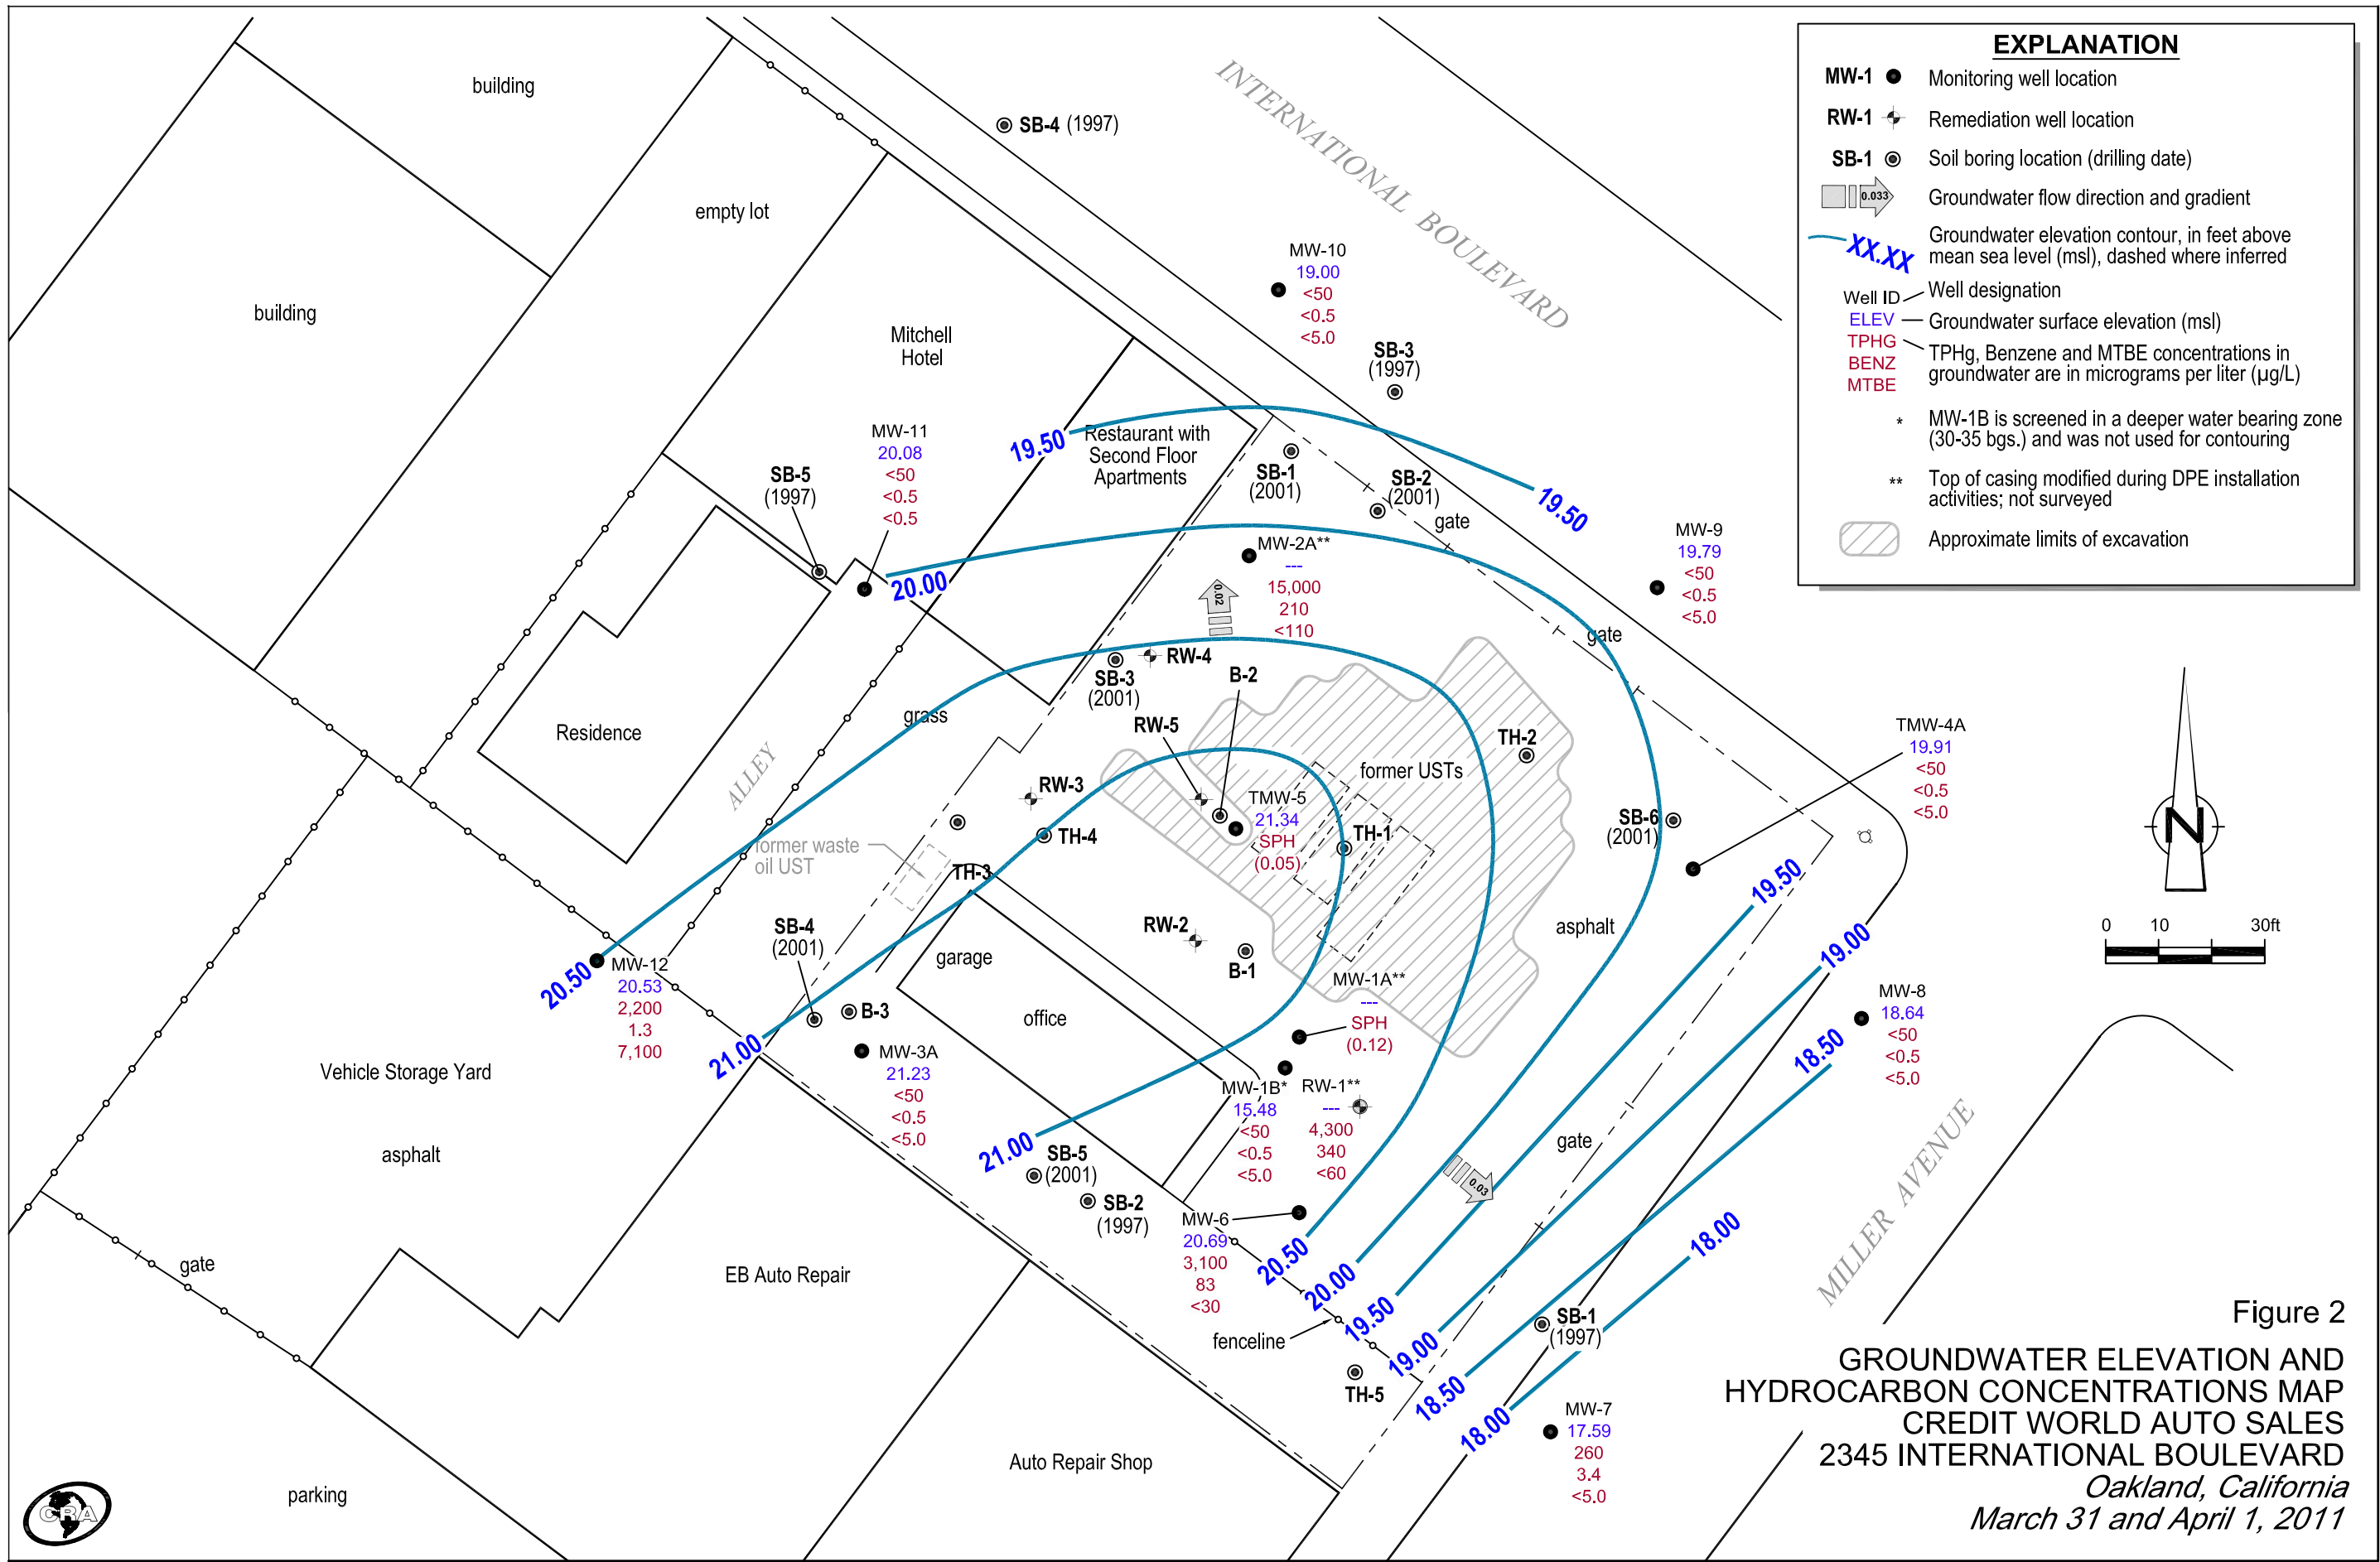 EXPLANATION
MW-1 Monitoring well location
RW-1 Remediation well location
SB-1 Soil boring location (drilling date)
0.033 Groundwater flow direction and gradient
XX.XX Groundwater elevation contour, in feet above
mean sea level (msl), dashed where inferred
Well ID Well designation
ELEV Groundwater surface elevation (msl)
TPHG
BENZ
MTBE
TPHg, Benzene and MTBE concentrations in
groundwater are in micrograms per liter (µg/L)
* MW-1B is screened in a deeper water bearing zone
(30-35 bgs.) and was not used for contouring
** Top of casing modified during DPE installation
activities; not surveyed
Approximate limits of excavation
building
SB-4 (1997)
INTERNATIONAL BOULEVARD
empty lot
building
MW-10
19.00
<50
<0.5
<5.0
Mitchell
Hotel
SB-3
(1997)
MW-11
20.08
<50
<0.5
<0.5
19.50
Restaurant with
Second Floor
Apartments
SB-5
(1997)
SB-1
(2001)
SB-2
(2001)
gate
19.50
MW-9
19.79
<50
<0.5
<5.0
MW-2A**
---
15,000
210
<110
20.00
0.02
gate
RW-4
SB-3
(2001)
B-2
grass
Residence
RW-5
TH-2
TMW-4A
19.91
<50
<0.5
<5.0
ALLEY
former USTs
RW-3
TMW-5
21.34
SPH
(0.05)
TH-4
TH-1
SB-6
(2001)
former waste
oil UST
TH-3
19.50
N
0 10 30ft
SB-4
(2001)
RW-2
asphalt
19.00
garage
B-1
20.50
MW-12
20.53
2,200
1.3
7,100
MW-1A**
---
SPH
(0.12)
MW-8
18.64
<50
<0.5
<5.0
B-3
office
18.50
21.00
MW-3A
21.23
<50
<0.5
<5.0
Vehicle Storage Yard
MW-1B*
15.48
<50
<0.5
<5.0
RW-1**
---
4,300
340
<60
gate
asphalt
21.00
SB-5
(2001)
SB-2
(1997)
0.03
MILLER AVENUE
MW-6
20.69
3,100
83
<30
18.00
gate
EB Auto Repair
20.50
20.00
19.50
19.00
18.50
18.00
fenceline
SB-1
(1997)
TH-5
MW-7
17.59
260
3.4
<5.0
Auto Repair Shop
parking
CRA
Figure 2
GROUNDWATER ELEVATION AND
HYDROCARBON CONCENTRATIONS MAP
CREDIT WORLD AUTO SALES
2345 INTERNATIONAL BOULEVARD
Oakland, California
March 31 and April 1, 2011